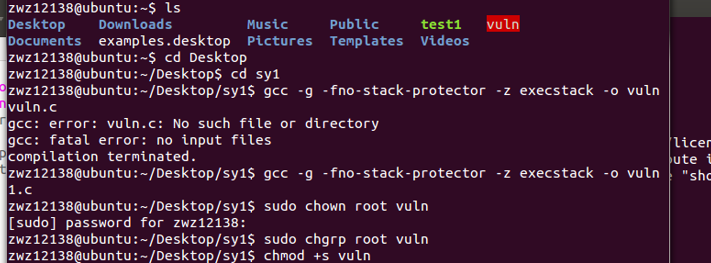 zwz12138@ubuntu:~$ ls
Desktop Downloads Music Public test1 vuln
Documents examples.desktop Pictures Templates Videos
zwz12138@ubuntu:~$ cd Desktop
zwz12138@ubuntu:~/Desktop$ cd sy1
zwz12138@ubuntu:~/Desktop/sy1$ gcc -g -fno-stack-protector -z execstack -o vuln
vuln.c
gcc: error: vuln.c: No such file or directory
gcc: fatal error: no input files
compilation terminated.
zwz12138@ubuntu:~/Desktop/sy1$ gcc -g -fno-stack-protector -z execstack -o vuln
1.c
zwz12138@ubuntu:~/Desktop/sy1$ sudo chown root vuln
[sudo] password for zwz12138:
zwz12138@ubuntu:~/Desktop/sy1$ sudo chgrp root vuln
zwz12138@ubuntu:~/Desktop/sy1$ chmod +s vuln